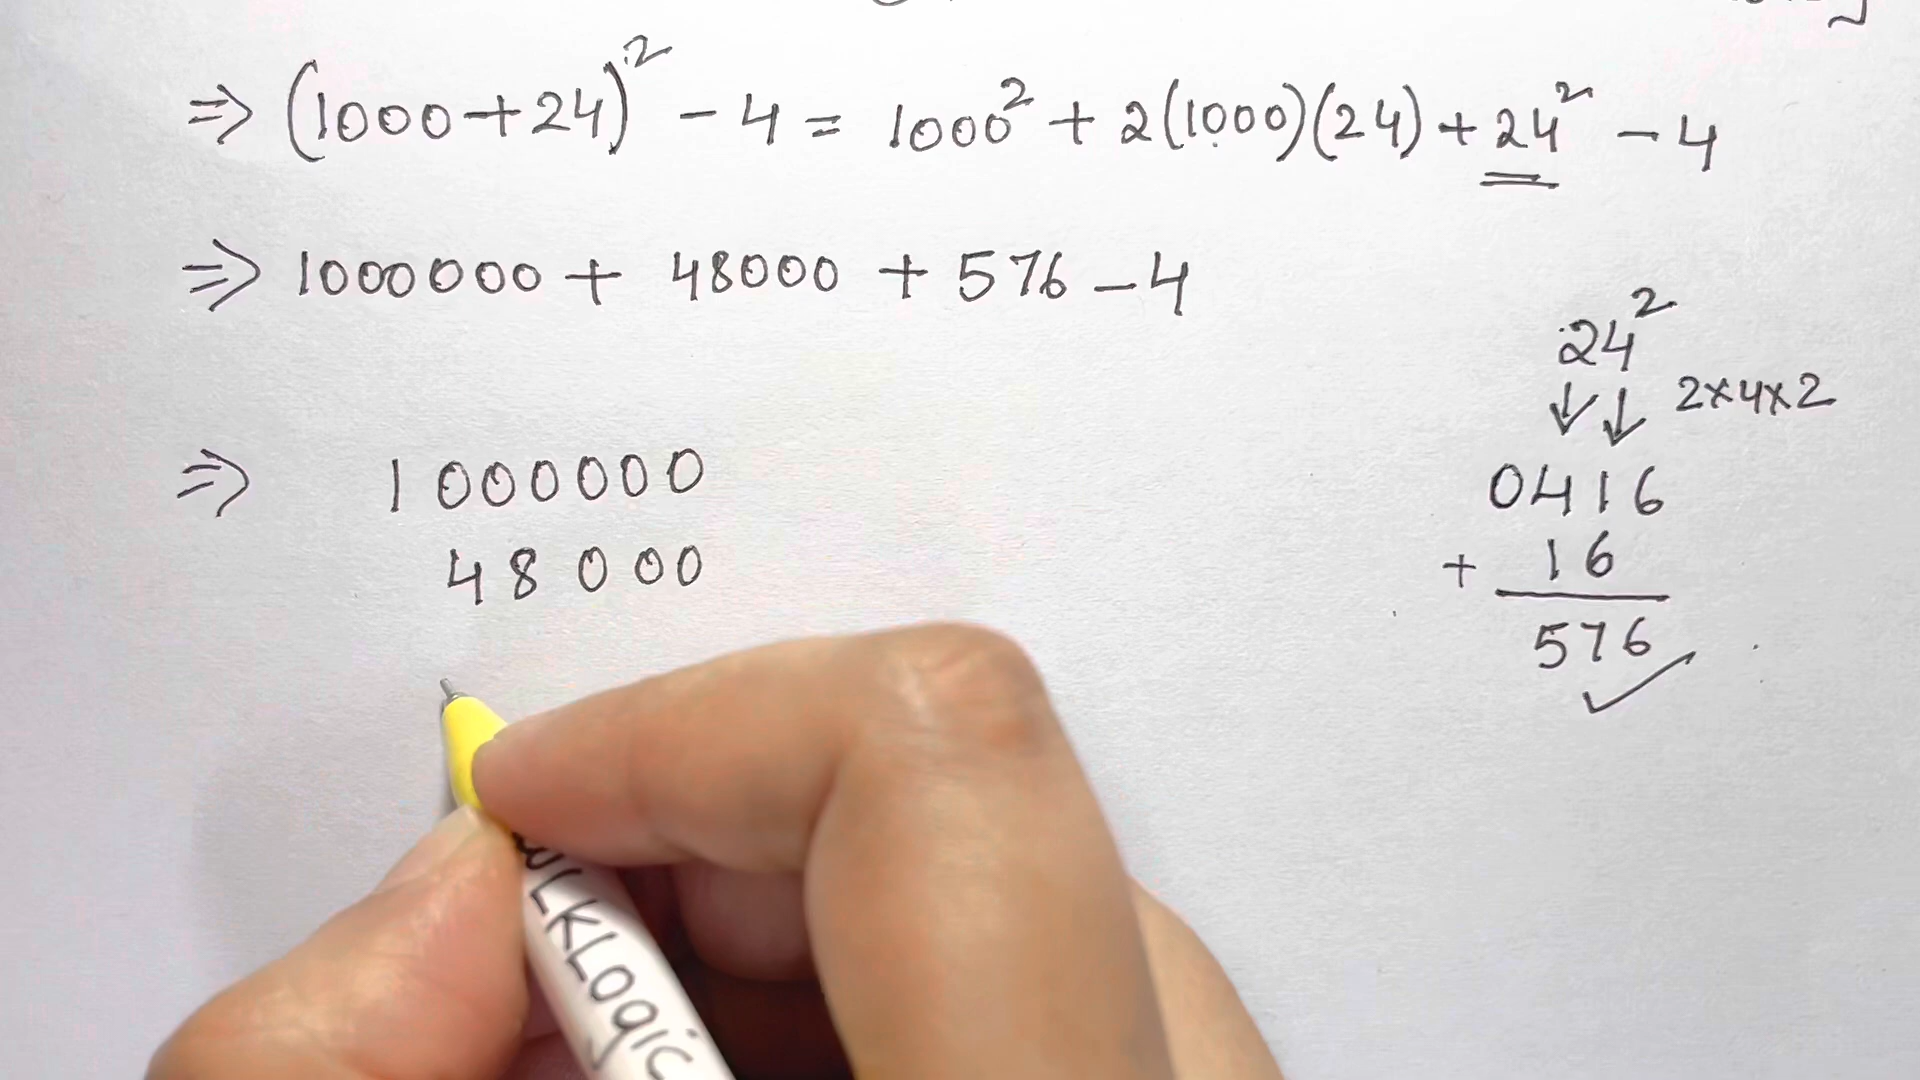 ⇒ (1000+24)² - 4 = 1000² + 2(1000)(24) + 24² - 4
⇒ 1000000 + 48000 + 576 - 4
⇒ 1000000
48000
24²
↓↓ 2×4×2
0416
+ 16
576 ✓
LKLogic